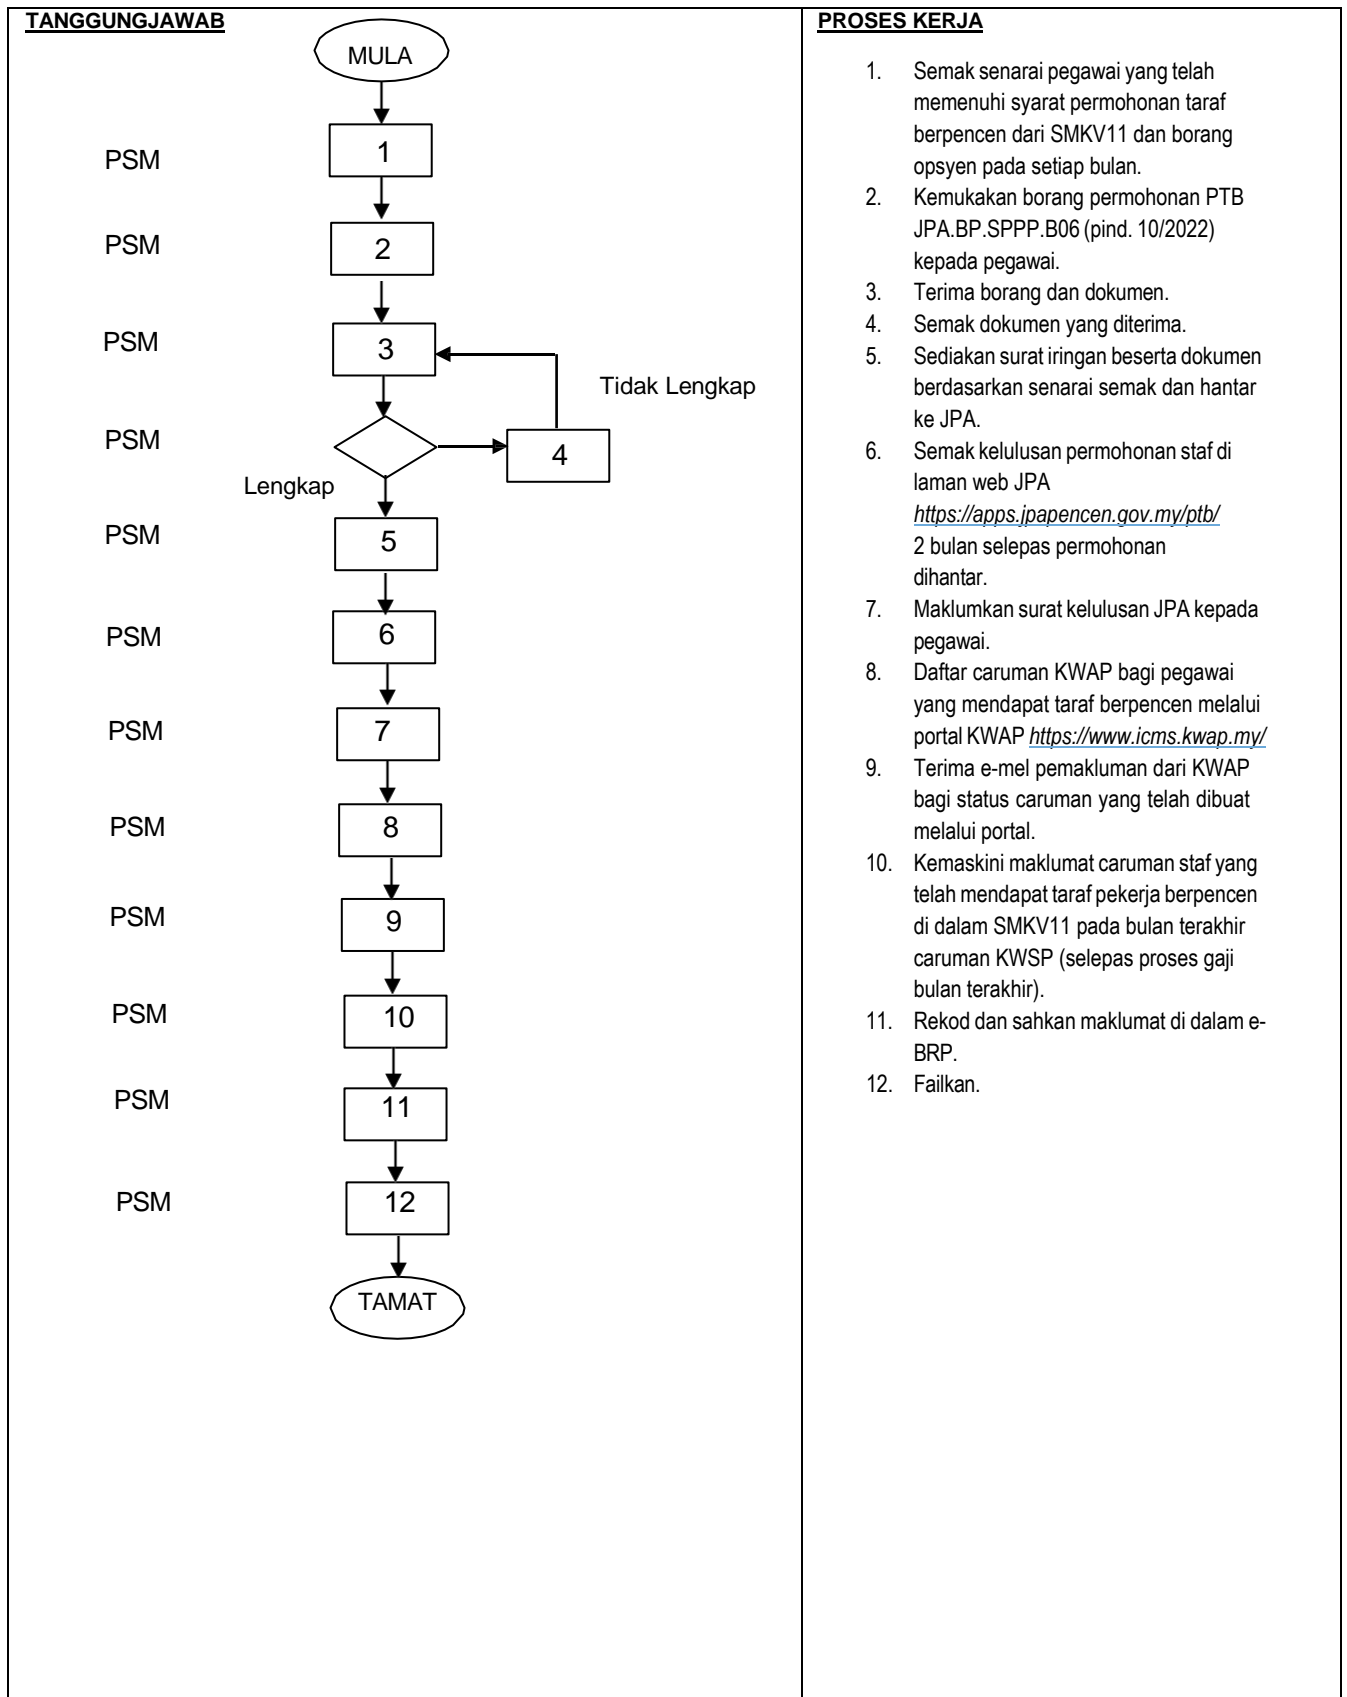 TANGGUNGJAWAB
MULA
PSM
1
PSM
2
PSM
3
Tidak Lengkap
PSM
4
Lengkap
PSM
5
PSM
6
PSM
7
PSM
8
PSM
9
PSM
10
PSM
11
PSM
12
TAMAT
PROSES KERJA
1. Semak senarai pegawai yang telah
memenuhi syarat permohonan taraf
berpencen dari SMKV11 dan borang
opsyen pada setiap bulan.
2. Kemukakan borang permohonan PTB
JPA.BP.SPPP.B06 (pind. 10/2022)
kepada pegawai.
3. Terima borang dan dokumen.
4. Semak dokumen yang diterima.
5. Sediakan surat iringan beserta dokumen
berdasarkan senarai semak dan hantar
ke JPA.
6. Semak kelulusan permohonan staf di
laman web JPA
https://apps.jpapencen.gov.my/ptb/
2 bulan selepas permohonan
dihantar.
7. Maklumkan surat kelulusan JPA kepada
pegawai.
8. Daftar caruman KWAP bagi pegawai
yang mendapat taraf berpencen melalui
portal KWAP https://www.icms.kwap.my/
9. Terima e-mel pemakluman dari KWAP
bagi status caruman yang telah dibuat
melalui portal.
10. Kemaskini maklumat caruman staf yang
telah mendapat taraf pekerja berpencen
di dalam SMKV11 pada bulan terakhir
caruman KWSP (selepas proses gaji
bulan terakhir).
11. Rekod dan sahkan maklumat di dalam e-
BRP.
12. Failkan.